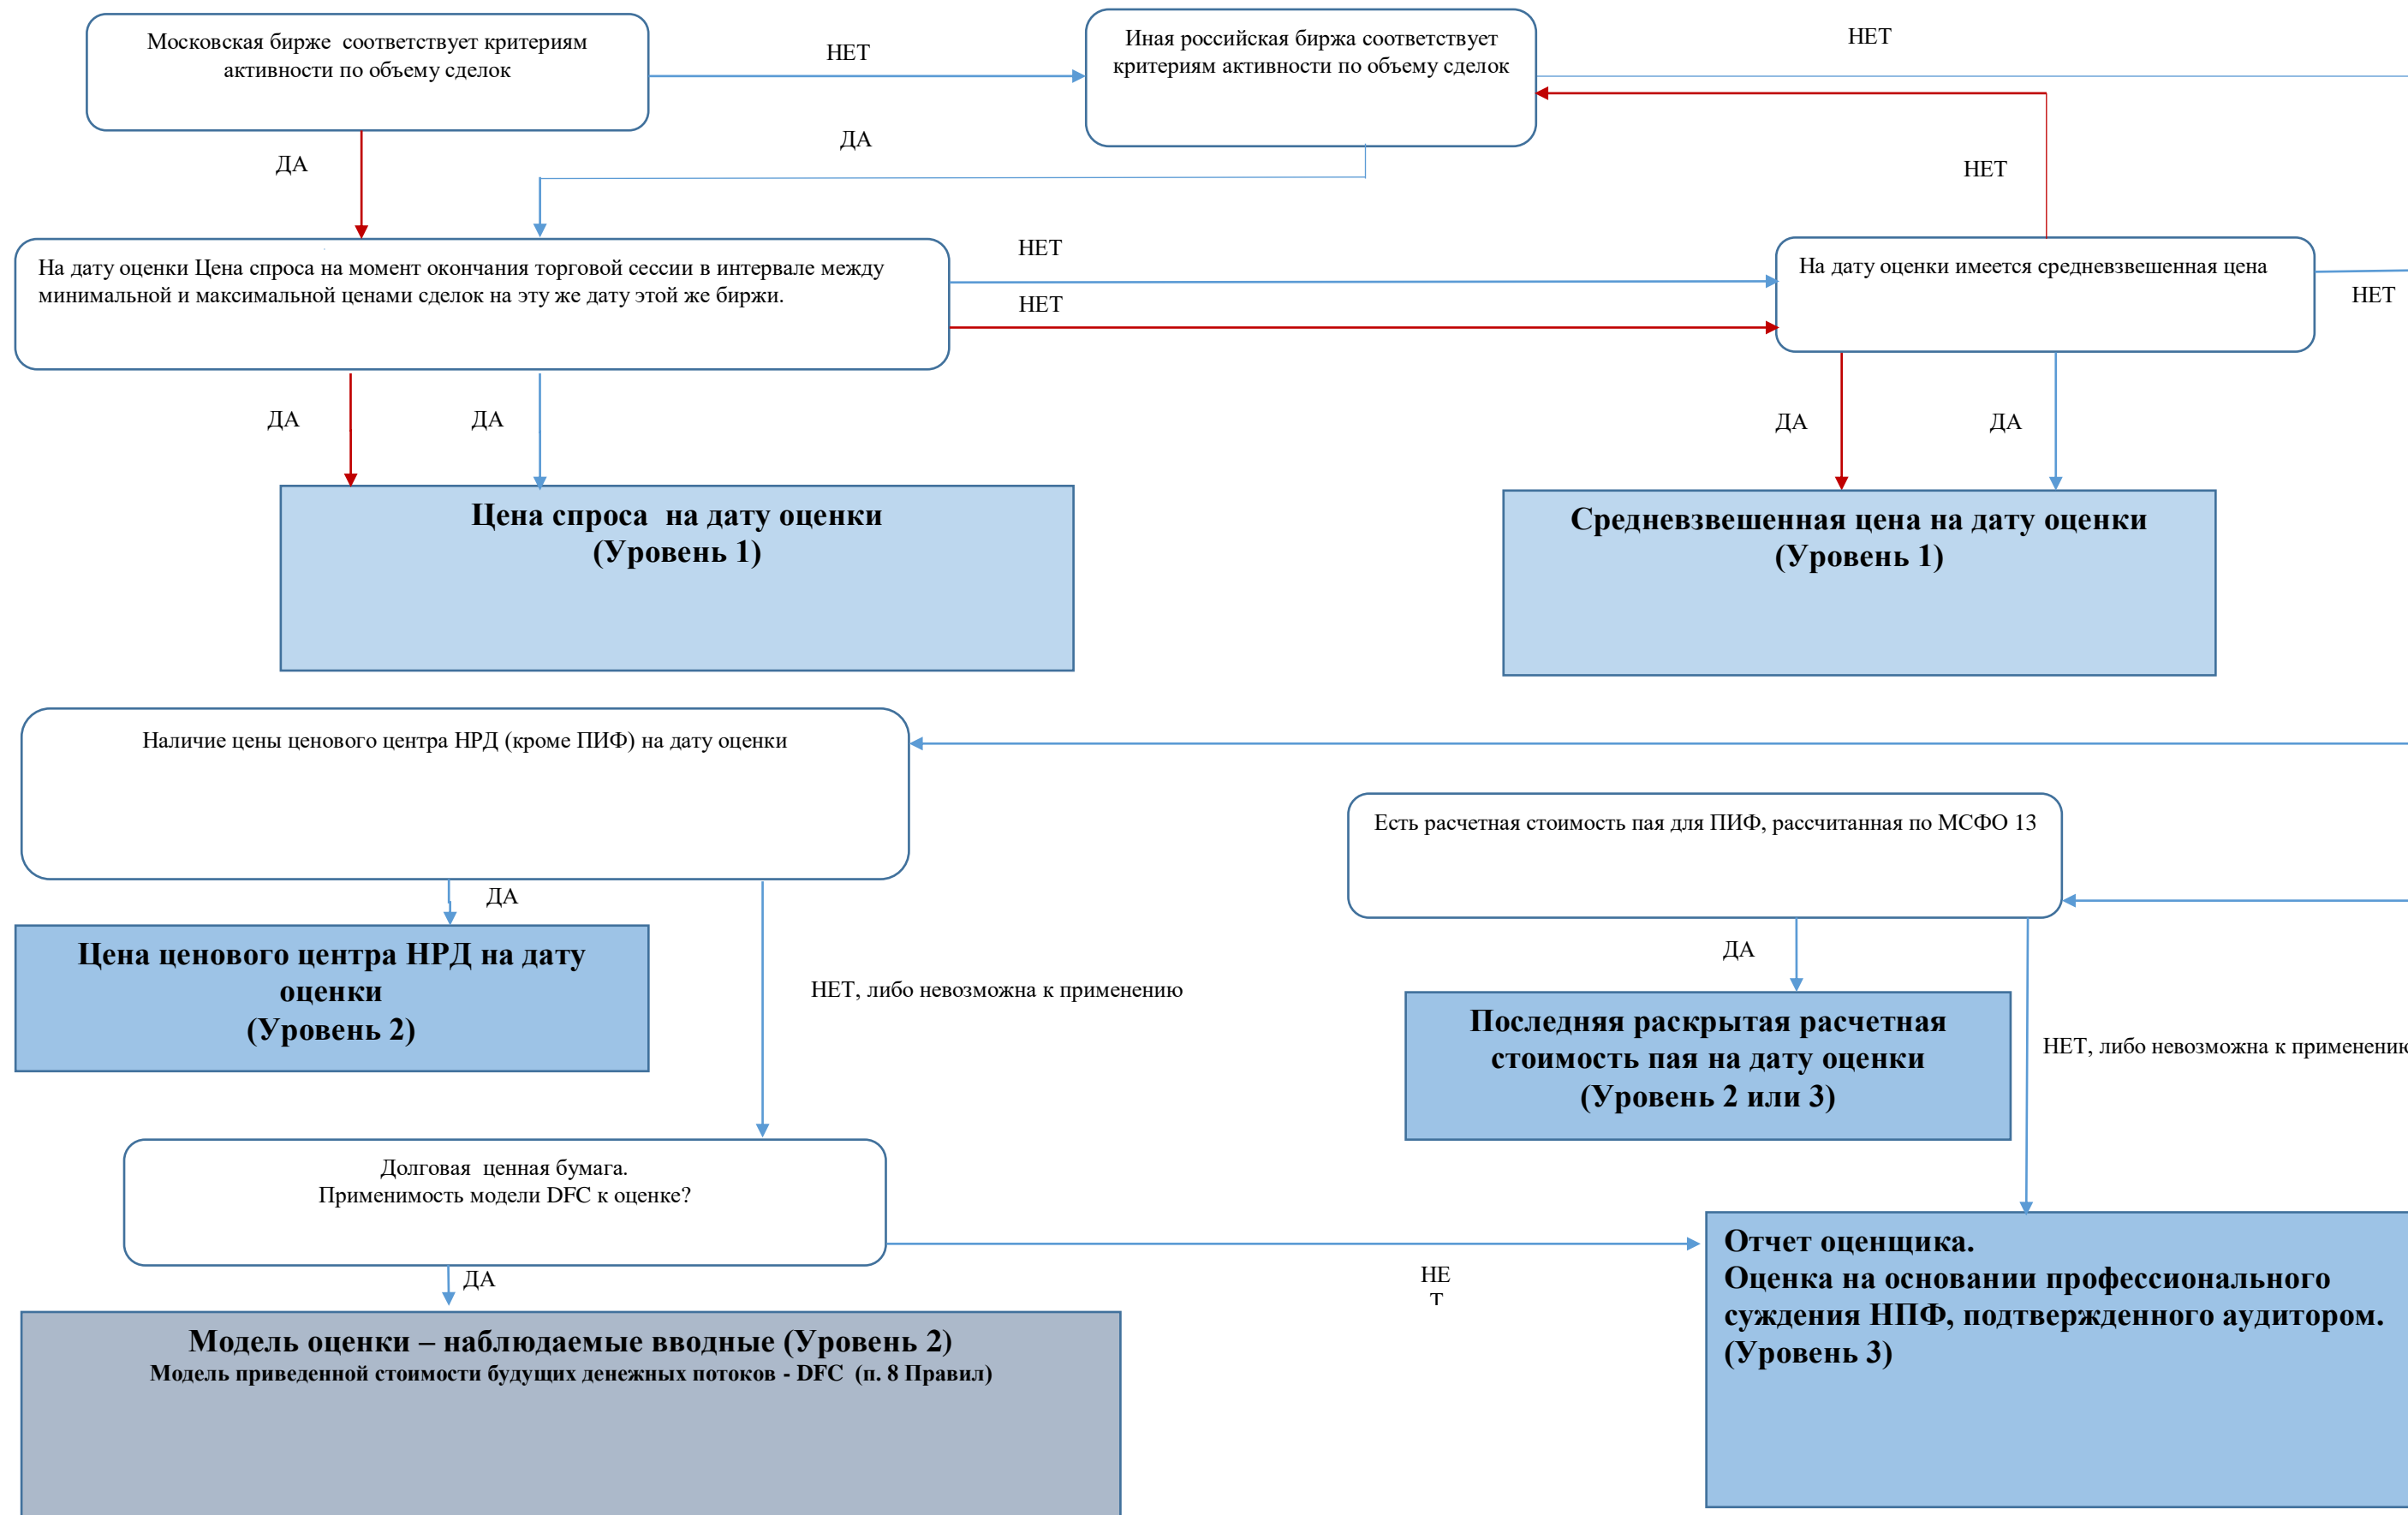 Московская бирже соответствует критериям
активности по объему сделок
НЕТ
Иная российская биржа соответствует
критериям активности по объему сделок
НЕТ
ДА
ДА
НЕТ
На дату оценки Цена спроса на момент окончания торговой сессии в интервале между
минимальной и максимальной ценами сделок на эту же дату этой же биржи.
НЕТ
НЕТ
На дату оценки имеется средневзвешенная цена
НЕТ
ДА
ДА
ДА
ДА
Цена спроса на дату оценки
(Уровень 1)
Средневзвешенная цена на дату оценки
(Уровень 1)
Наличие цены ценового центра НРД (кроме ПИФ) на дату оценки
Есть расчетная стоимость пая для ПИФ, рассчитанная по МСФО 13
ДА
Цена ценового центра НРД на дату
оценки
(Уровень 2)
НЕТ, либо невозможна к применению
ДА
Последняя раскрытая расчетная
стоимость пая на дату оценки
(Уровень 2 или 3)
НЕТ, либо невозможна к применению
Долговая ценная бумага.
Применимость модели DFC к оценке?
ДА
НЕ
Т
Отчет оценщика.
Оценка на основании профессионального
суждения НПФ, подтвержденного аудитором.
(Уровень 3)
Модель оценки – наблюдаемые вводные (Уровень 2)
Модель приведенной стоимости будущих денежных потоков - DFC (п. 8 Правил)